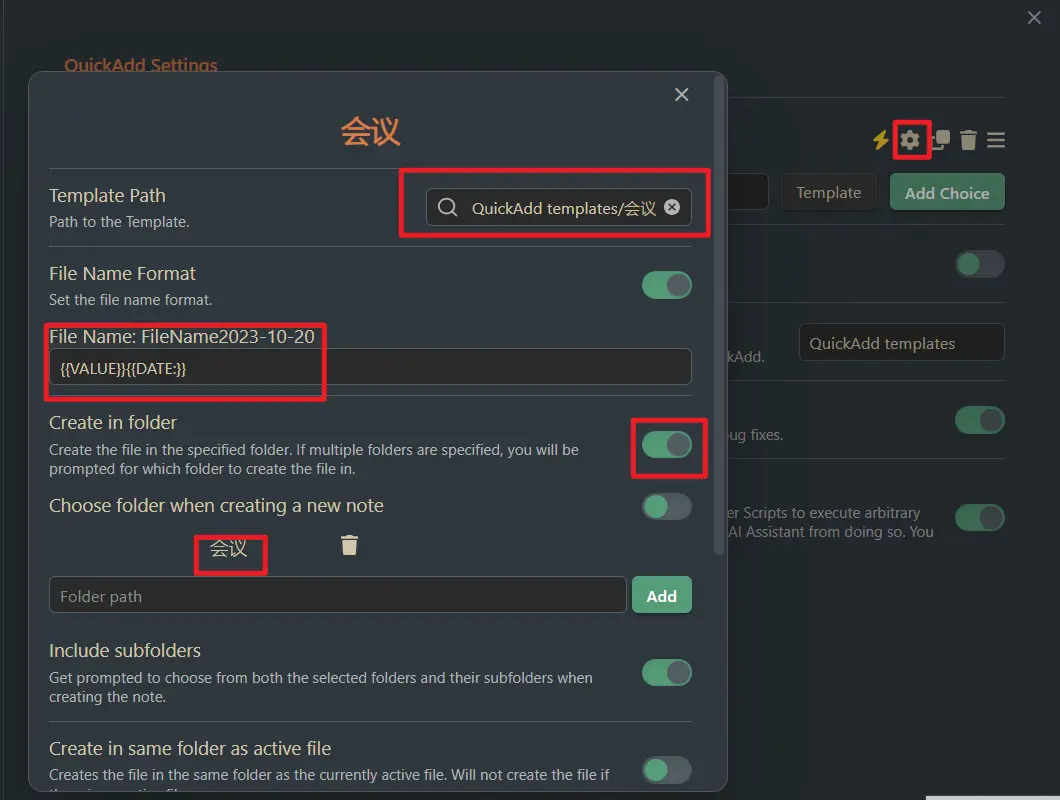 QuickAdd Settings
会议
Template Path
Path to the Template.
QuickAdd templates/会议
Template
Add Choice
File Name Format
Set the file name format.
File Name: FileName2023-10-20
{{VALUE}}{{DATE:}}
kAdd.
QuickAdd templates
Create in folder
Create the file in the specified folder. If multiple folders are specified, you will be
prompted for which folder to create the file in.
ug fixes.
Choose folder when creating a new note
er Scripts to execute arbitrary
AI Assistant from doing so. You
会议
Folder path
Add
Include subfolders
Get prompted to choose from both the selected folders and their subfolders when
creating the note.
Create in same folder as active file
Creates the file in the same folder as the currently active file. Will not create the file if